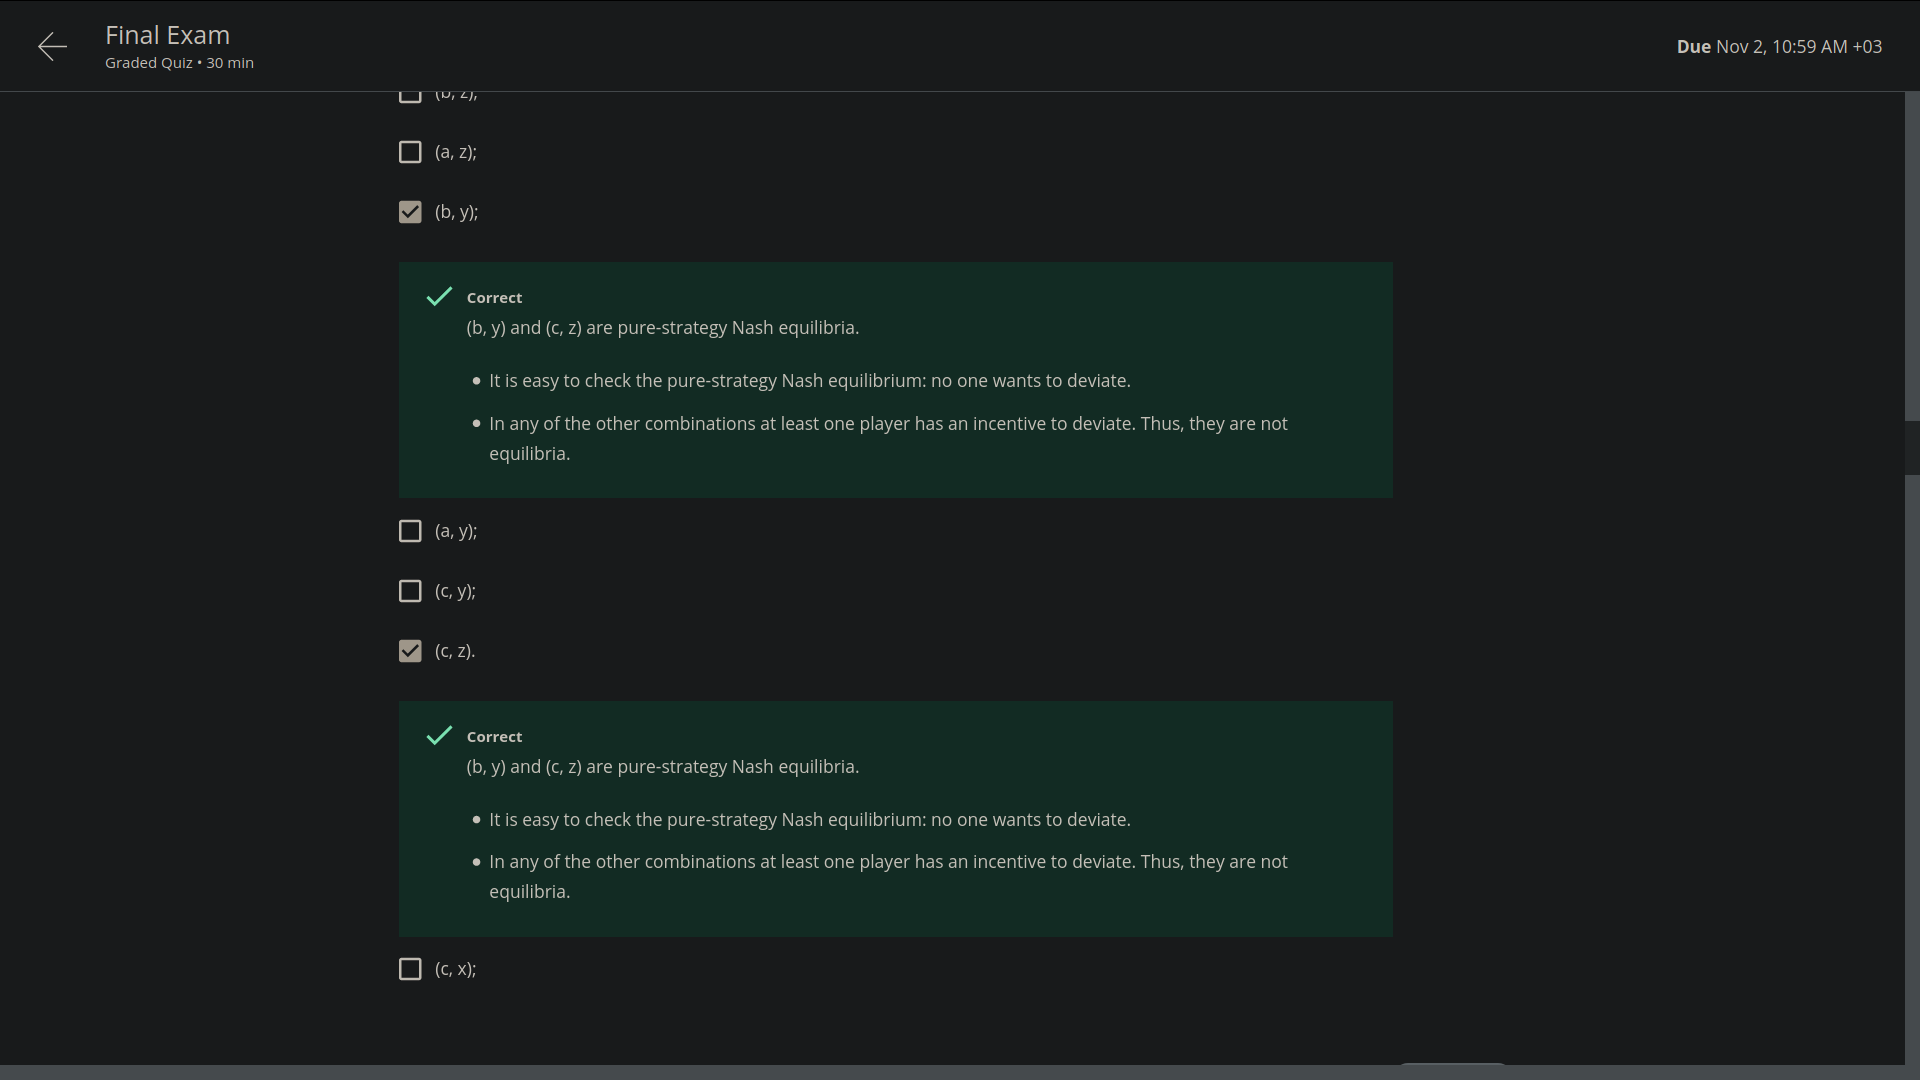 Final Exam
Graded Quiz • 30 min
Due Nov 2, 10:59 AM +03
(b, z);
(a, z);
(b, y);
Correct
(b, y) and (c, z) are pure-strategy Nash equilibria.
• It is easy to check the pure-strategy Nash equilibrium: no one wants to deviate.
• In any of the other combinations at least one player has an incentive to deviate. Thus, they are not
equilibria.
(a, y);
(c, y);
(c, z).
Correct
(b, y) and (c, z) are pure-strategy Nash equilibria.
• It is easy to check the pure-strategy Nash equilibrium: no one wants to deviate.
• In any of the other combinations at least one player has an incentive to deviate. Thus, they are not
equilibria.
(c, x);